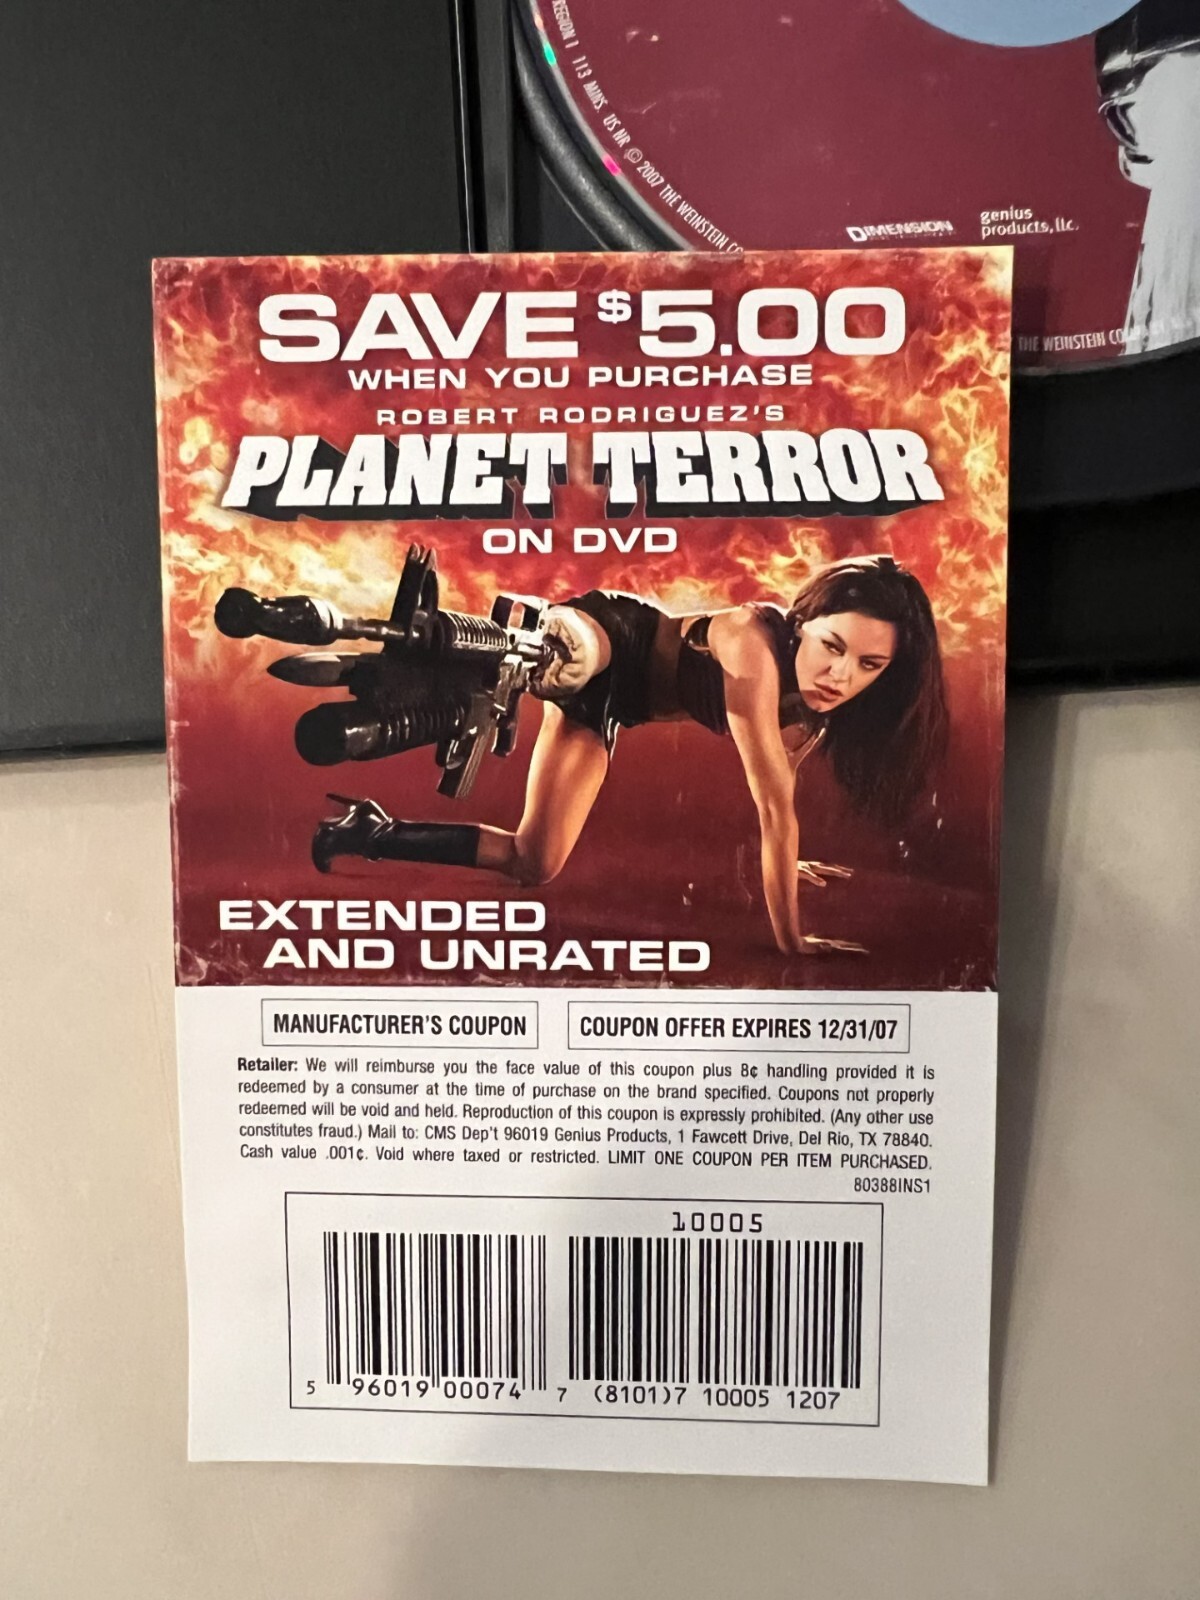 REGION 1 113 MINS. US NR © 2007 THE WEINSTEIN CO
DIMENSION
genius
products, llc.
THE WEINSTEIN CO
SAVE $5.00
WHEN YOU PURCHASE
ROBERT RODRIGUEZ'S
PLANET TERROR
ON DVD
EXTENDED
AND UNRATED
MANUFACTURER'S COUPON
COUPON OFFER EXPIRES 12/31/07
Retailer: We will reimburse you the face value of this coupon plus 8¢ handling provided it is
redeemed by a consumer at the time of purchase on the brand specified. Coupons not properly
redeemed will be void and held. Reproduction of this coupon is expressly prohibited. (Any other use
constitutes fraud.) Mail to: CMS Dep't 96019 Genius Products, 1 Fawcett Drive, Del Rio, TX 78840.
Cash value .001¢. Void where taxed or restricted. LIMIT ONE COUPON PER ITEM PURCHASED.
80388INS1
10005
5 96019 00074 7 (8101)7 10005 1207